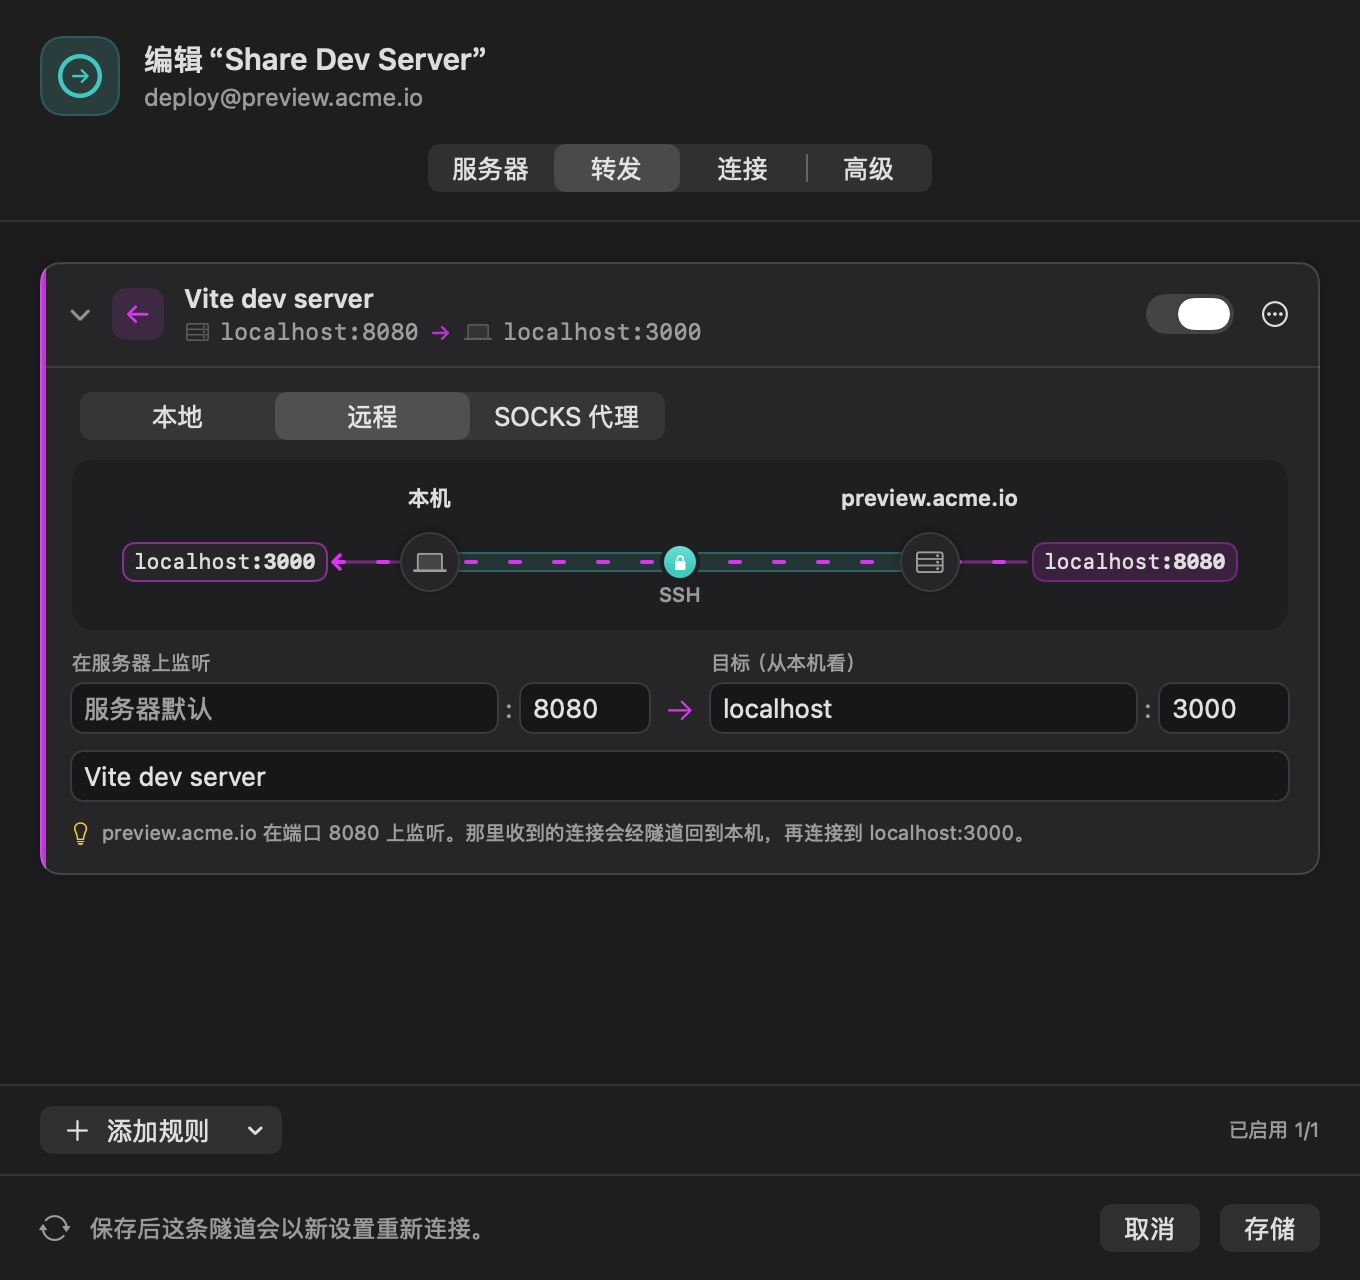 编辑 “Share Dev Server”
deploy@preview.acme.io
服务器 转发 连接 高级
Vite dev server
localhost:8080 → localhost:3000
本地 远程 SOCKS 代理
本机 preview.acme.io
localhost:3000 localhost:8080
SSH
在服务器上监听 目标（从本机看）
服务器默认 : 8080 → localhost : 3000
Vite dev server
preview.acme.io 在端口 8080 上监听。那里收到的连接会经隧道回到本机，再连接到 localhost:3000。
添加规则 已启用 1/1
保存后这条隧道会以新设置重新连接。 取消 存储